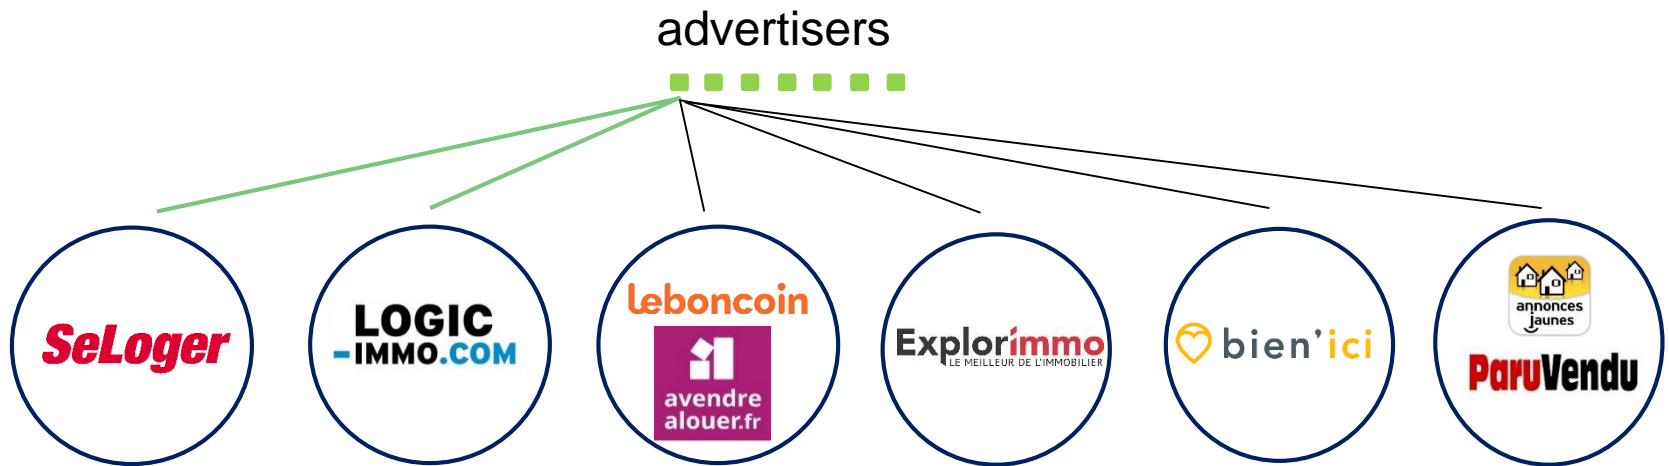 advertisers
SeLoger
LOGIC
-IMMO.COM
leboncoin
avendre
alouer.fr
Explorimmo
LE MEILLEUR DE L'IMMOBILIER
bien'ici
annonces
jaunes
ParuVendu